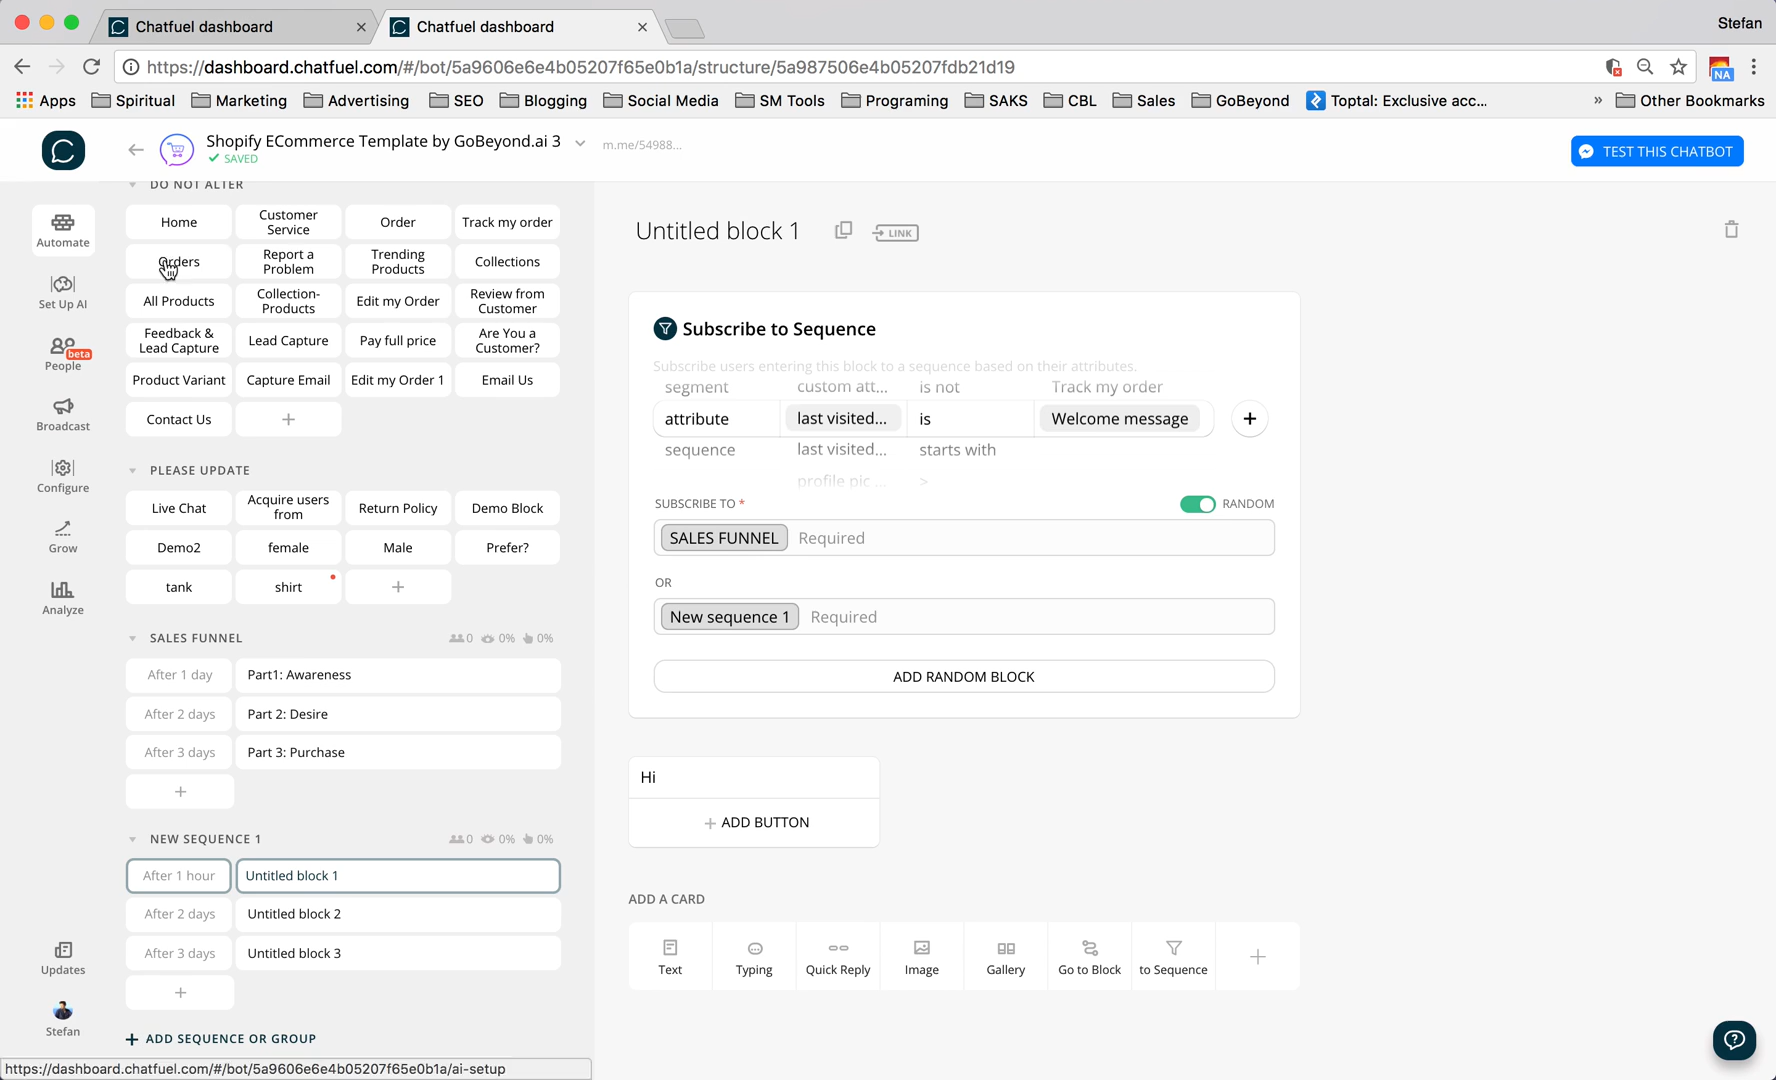 Chatfuel dashboard
Chatfuel dashboard
Stefan
https://dashboard.chatfuel.com/#/bot/5a9606e6e4b05207f65e0b1a/structure/5a987506e4b05207fdb21d19
NA
Apps Spiritual Marketing Advertising SEO Blogging Social Media SM Tools Programing SAKS CBL Sales GoBeyond Toptal: Exclusive acc... » Other Bookmarks
Shopify ECommerce Template by GoBeyond.ai 3
m.me/54988...
SAVED
TEST THIS CHATBOT
Automate
Set Up AI
beta
People
Broadcast
Configure
Grow
Analyze
Updates
Stefan
DO NOT ALTER
Home
Customer
Service
Order
Track my order
Orders
Report a
Problem
Trending
Products
Collections
All Products
Collection-
Products
Edit my Order
Review from
Customer
Feedback &
Lead Capture
Lead Capture
Pay full price
Are You a
Customer?
Product Variant
Capture Email
Edit my Order 1
Email Us
Contact Us
+
PLEASE UPDATE
Live Chat
Acquire users
from
Return Policy
Demo Block
Demo2
female
Male
Prefer?
tank
shirt
+
SALES FUNNEL 0 0% 0%
After 1 day Part1: Awareness
After 2 days Part 2: Desire
After 3 days Part 3: Purchase
+
NEW SEQUENCE 1 0 0% 0%
After 1 hour Untitled block 1
After 2 days Untitled block 2
After 3 days Untitled block 3
+
+ ADD SEQUENCE OR GROUP
https://dashboard.chatfuel.com/#/bot/5a9606e6e4b05207f65e0b1a/ai-setup
Untitled block 1
LINK
Subscribe to Sequence
Subscribe users entering this block to a sequence based on their attributes.
segment custom att... is not Track my order
attribute last visited... is Welcome message +
sequence last visited... starts with
profile pic ... >
SUBSCRIBE TO * RANDOM
SALES FUNNEL Required
OR
New sequence 1 Required
ADD RANDOM BLOCK
Hi
+ ADD BUTTON
ADD A CARD
Text
Typing
Quick Reply
Image
Gallery
Go to Block
to Sequence
+